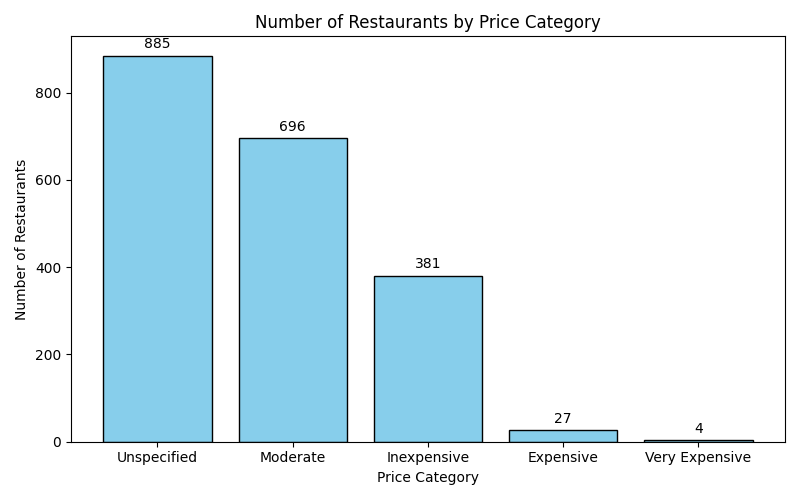 Number of Restaurants by Price Category
885
696
381
27
4
800
600
400
200
0
Number of Restaurants
Unspecified Moderate Inexpensive Expensive Very Expensive
Price Category